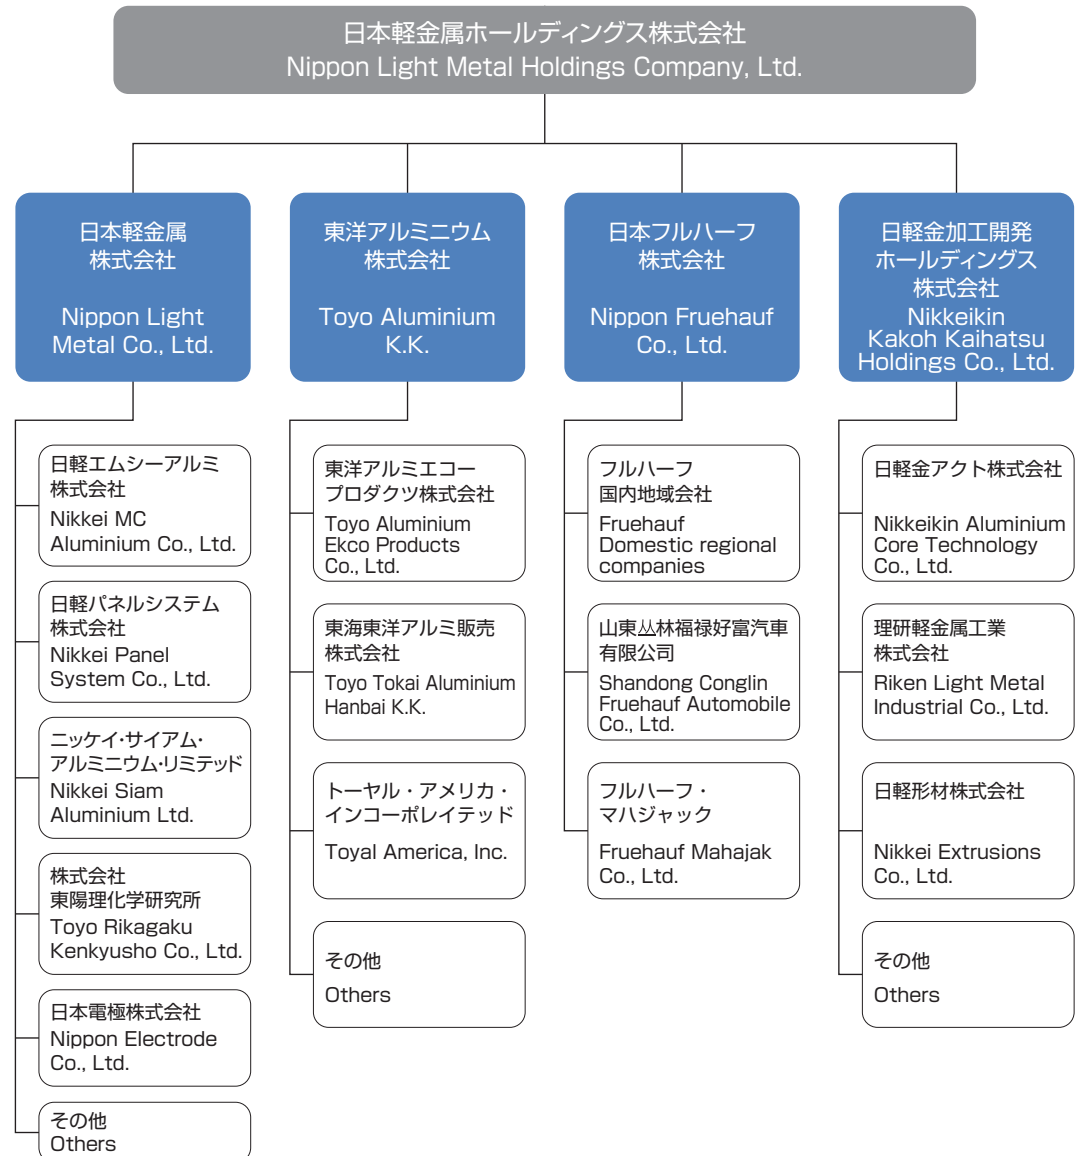 日本軽金属ホールディングス株式会社
Nippon Light Metal Holdings Company, Ltd.
日本軽金属
株式会社
Nippon Light
Metal Co., Ltd.
日軽エムシーアルミ
株式会社
Nikkei MC
Aluminium Co., Ltd.
日軽パネルシステム
株式会社
Nikkei Panel
System Co., Ltd.
ニッケイ・サイアム・
アルミニウム・リミテッド
Nikkei Siam
Aluminium Ltd.
株式会社
東陽理化学研究所
Toyo Rikagaku
Kenkyusho Co., Ltd.
日本電極株式会社
Nippon Electrode
Co., Ltd.
その他
Others
東洋アルミニウム
株式会社
Toyo Aluminium
K.K.
東洋アルミエコー
プロダクツ株式会社
Toyo Aluminium
Ekco Products
Co., Ltd.
東海東洋アルミ販売
株式会社
Toyo Tokai Aluminium
Hanbai K.K.
トーヤル・アメリカ・
インコーポレイテッド
Toyal America, Inc.
その他
Others
日本フルハーフ
株式会社
Nippon Fruehauf
Co., Ltd.
フルハーフ
国内地域会社
Fruehauf
Domestic regional
companies
山東丛林福禄好富汽車
有限公司
Shandong Conglin
Fruehauf Automobile
Co., Ltd.
フルハーフ・
マハジャック
Fruehauf Mahajak
Co., Ltd.
日軽金加工開発
ホールディングス
株式会社
Nikkeikin
Kakoh Kaihatsu
Holdings Co., Ltd.
日軽金アクト株式会社
Nikkeikin Aluminium
Core Technology
Co., Ltd.
理研軽金属工業
株式会社
Riken Light Metal
Industrial Co., Ltd.
日軽形材株式会社
Nikkei Extrusions
Co., Ltd.
その他
Others